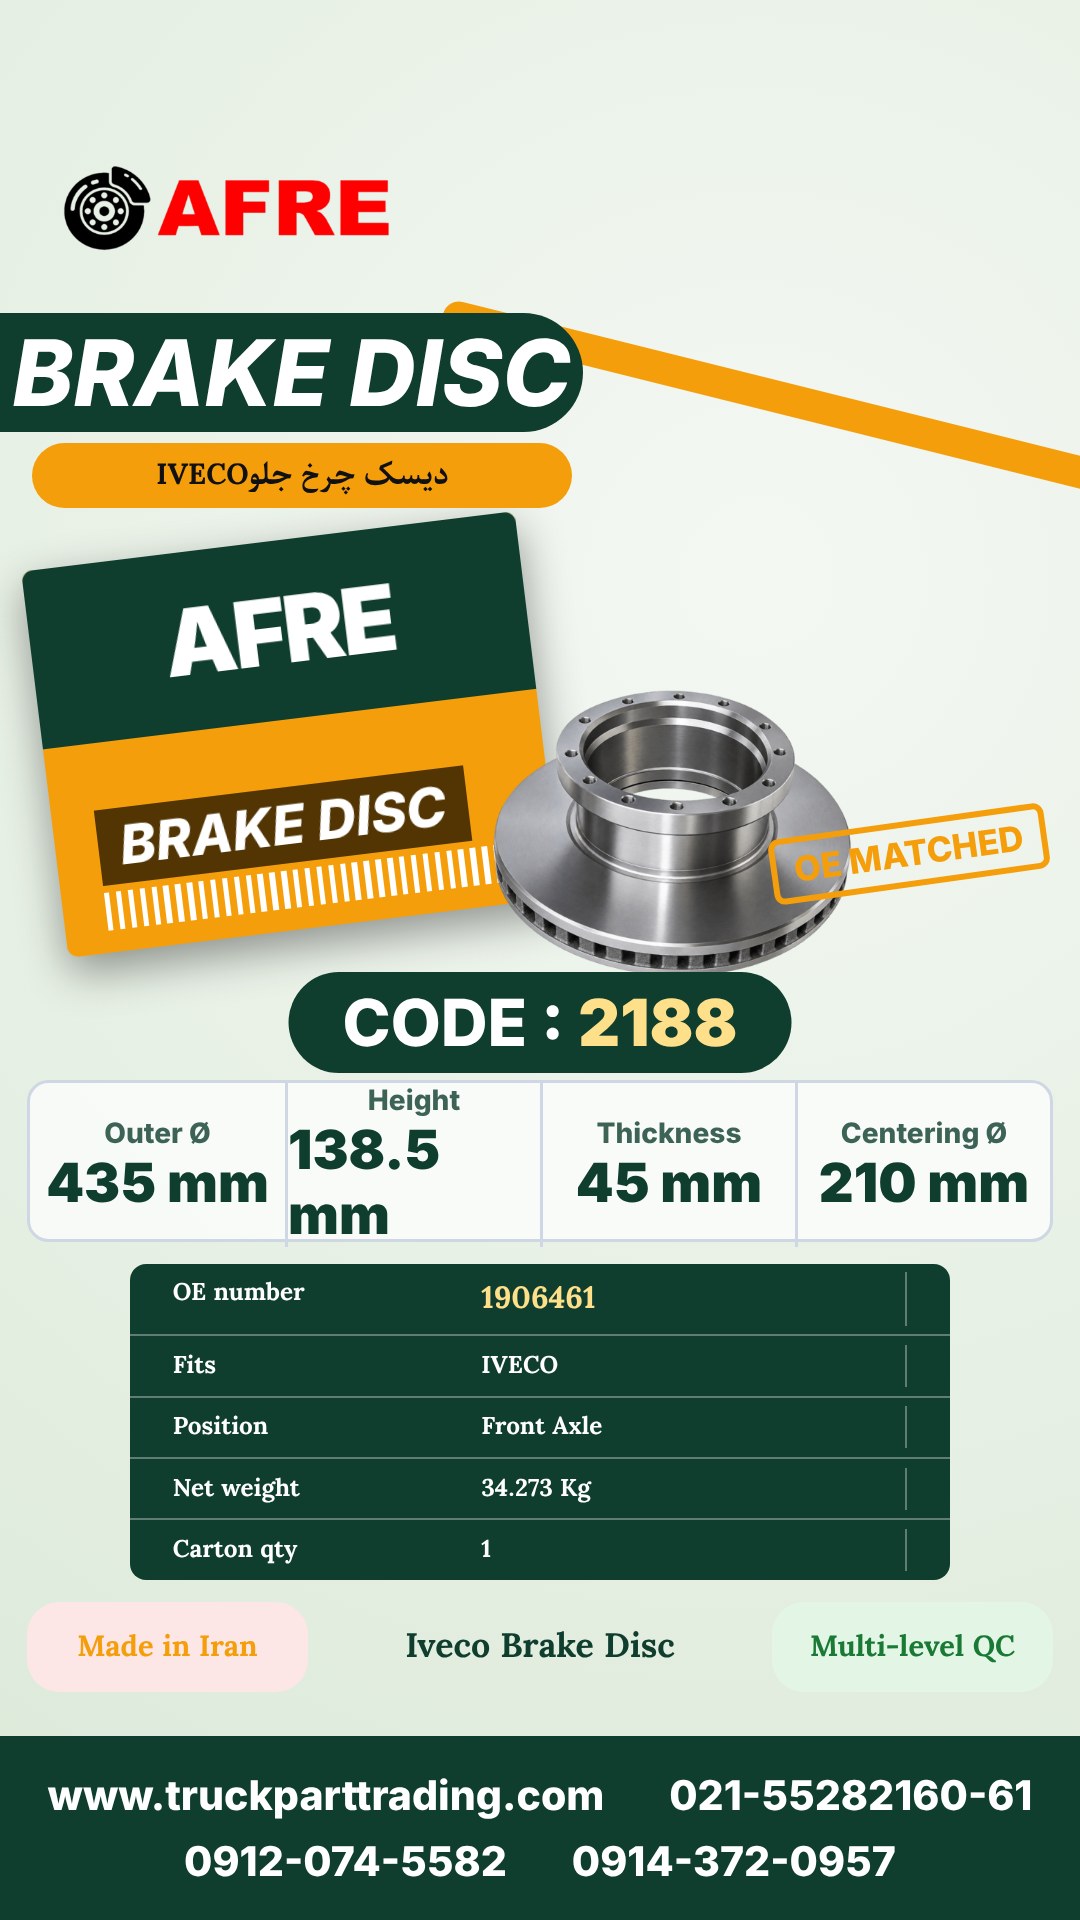 AFRE
BRAKE DISC
دیسک چرخ جلوIVECO
AFRE
BRAKE DISC
OE MATCHED
CODE : 2188
Outer Ø
435 mm
Height
138.5
mm
Thickness
45 mm
Centering Ø
210 mm
OE number 1906461
Fits IVECO
Position Front Axle
Net weight 34.273 Kg
Carton qty 1
Made in Iran
Iveco Brake Disc
Multi-level QC
www.truckparttrading.com 021-55282160-61
0912-074-5582 0914-372-0957